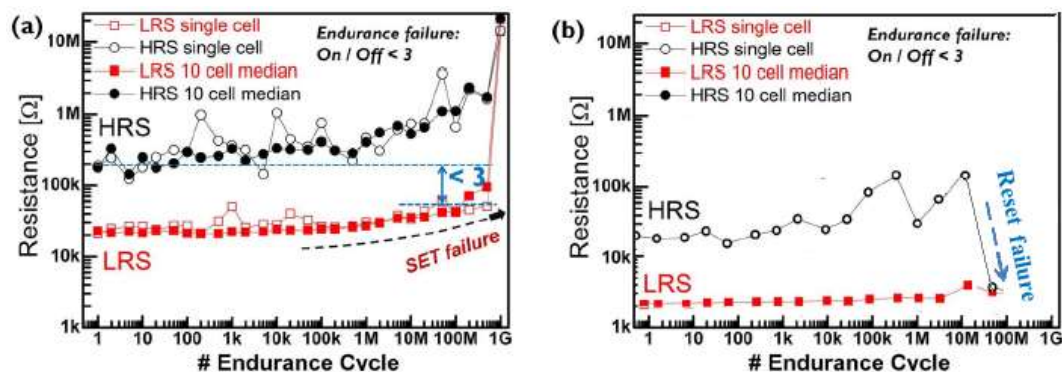 (a)
LRS single cell
HRS single cell
LRS 10 cell median
HRS 10 cell median
Endurance failure:
On / Off < 3
10M
1M
100k
10k
1k
Resistance [Ω]
HRS
< 3
LRS
SET failure
1 10 100 1k 10k 100k 1M 10M 100M 1G
# Endurance Cycle
(b)
LRS single cell
HRS single cell
LRS 10 cell median
HRS 10 cell median
Endurance failure:
On / Off < 3
10M
1M
100k
10k
1k
Resistance [Ω]
HRS
LRS
Reset failure
1 10 100 1k 10k 100k 1M 10M 100M 1G
# Endurance Cycle